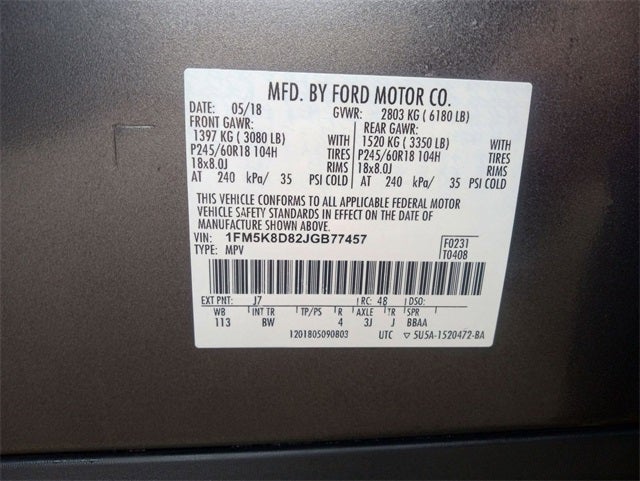 MFD. BY FORD MOTOR CO.
DATE: 05/18 GVWR: 2803 KG ( 6180 LB)
FRONT GAWR: REAR GAWR:
1397 KG ( 3080 LB) WITH 1520 KG ( 3350 LB) WITH
P245/60R18 104H TIRES P245/60R18 104H TIRES
18x8.0J RIMS 18x8.0J RIMS
AT 240 kPa/ 35 PSI COLD AT 240 kPa/ 35 PSI COLD
THIS VEHICLE CONFORMS TO ALL APPLICABLE FEDERAL MOTOR
VEHICLE SAFETY STANDARDS IN EFFECT ON THE DATE OF
MANUFACTURE SHOWN ABOVE.
VIN: 1FM5K8D82JGB77457 F0231
TYPE: MPV T0408
EXT PNT: J7 RC: 48 DSO:
WB INT TR TP/PS R AXLE TR SPR
113 BW 4 3J J BBAA
1201805090803 UTC ▽ 5U5A-1520472-BA